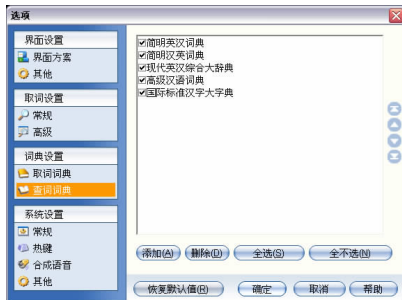 选项
界面设置
界面方案
其他
取词设置
常规
高级
词典设置
取词词典
查词词典
系统设置
常规
热键
合成语音
其他
简明英汉词典
简明汉英词典
现代英汉综合大辞典
高级汉语词典
国际标准汉字大字典
添加(A) 删除(D) 全选(S) 全不选(N)
恢复默认值(R) 确定 取消 帮助